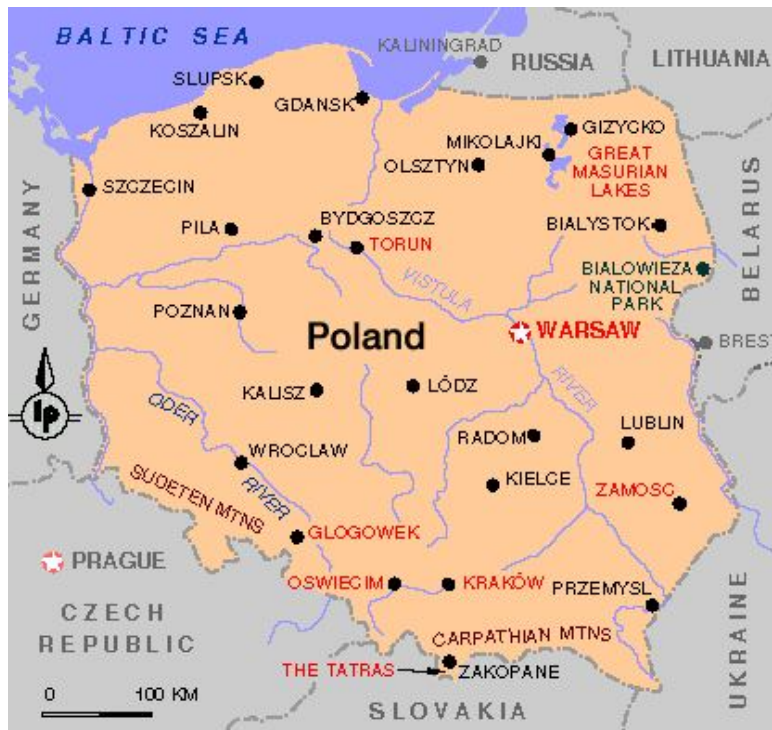 BALTIC SEA
KALININGRAD
RUSSIA
LITHUANIA
SLUPSK
GDANSK
KOSZALIN
MIKOLAJKI
GIZYCKO
OLSZTYN
GREAT
MASURIAN
LAKES
SZCZECIN
GERMANY
BELARUS
PILA
BYDGOSZCZ
TORUN
BIALYSTOK
BIALOWIEZA
NATIONAL
PARK
VISTULA
POZNAN
Poland
WARSAW
BREST
lp
KALISZ
LÓDZ
RIVER
ODER
RADOM
LUBLIN
WROCLAW
RIVER
SUDETEN MTNS
KIELCE
ZAMOSC
GLOGOWEK
PRAGUE
OSWIECIM
KRAKÓW
PRZEMYSL
CZECH
REPUBLIC
CARPATHIAN MTNS
UKRAINE
THE TATRAS
ZAKOPANE
0 100 KM
SLOVAKIA